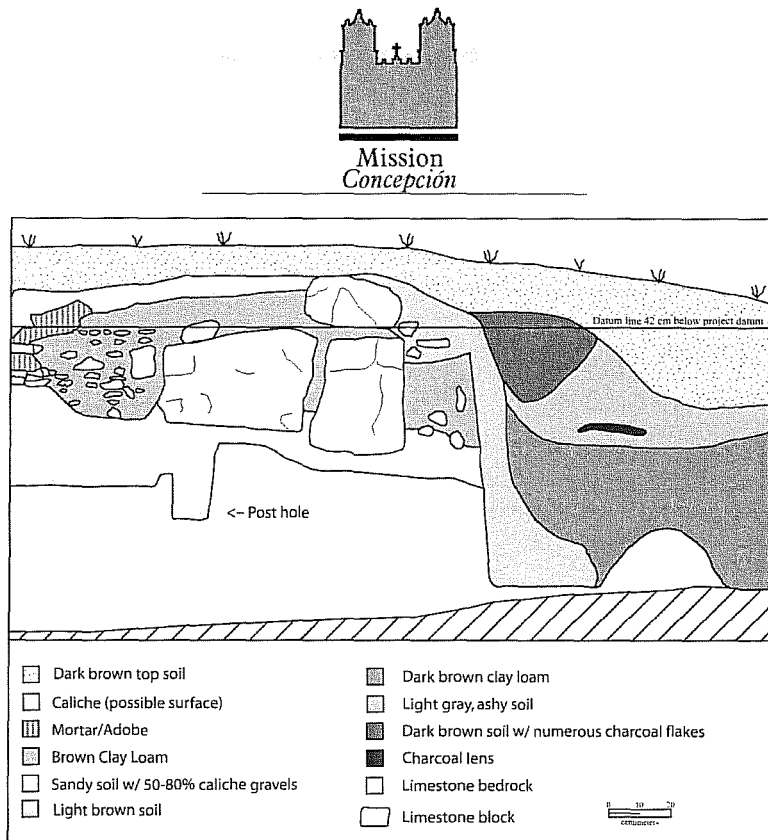 Mission
Concepción
Datum line 42 cm below project datum
<– Post hole
Dark brown top soil
Caliche (possible surface)
Mortar/Adobe
Brown Clay Loam
Sandy soil w/ 50-80% caliche gravels
Light brown soil
Dark brown clay loam
Light gray, ashy soil
Dark brown soil w/ numerous charcoal flakes
Charcoal lens
Limestone bedrock
Limestone block
0 10 20
centimeters